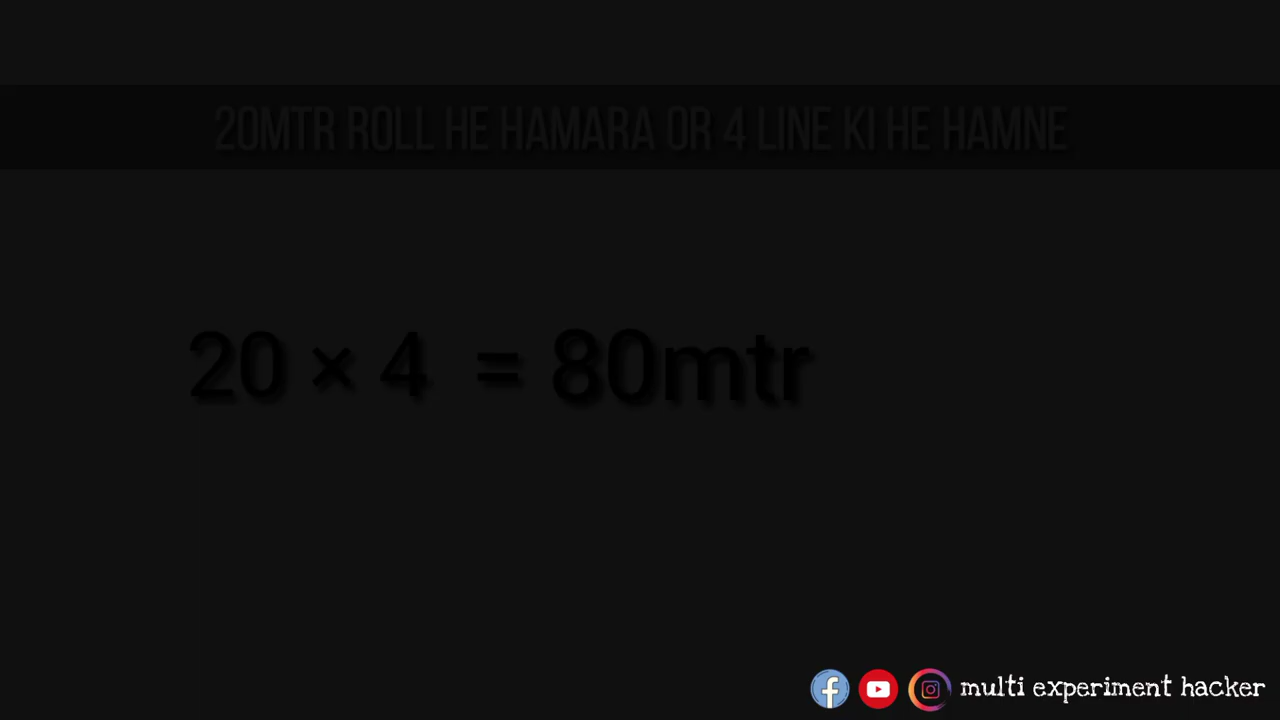 20MTR ROLL HE HAMARA OR 4 LINE KI HE HAMNE
20 × 4 = 80mtr
multi experiment hacker